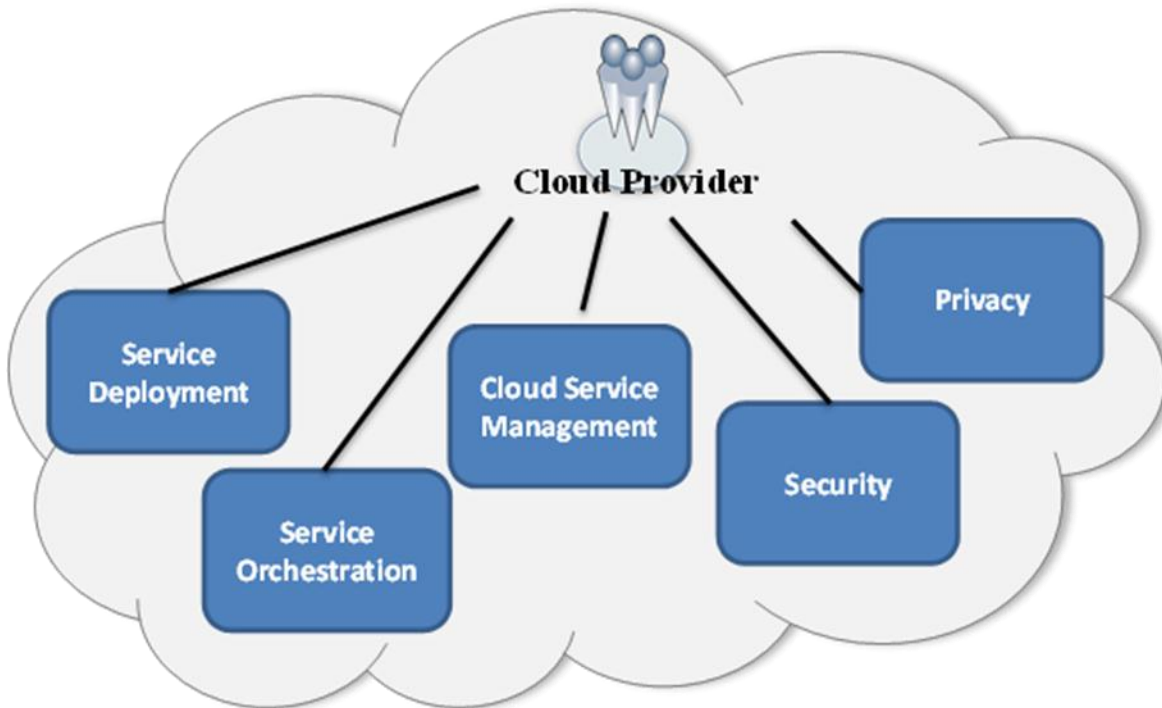 Cloud Provider
Privacy
Service
Deployment
Cloud Service
Management
Security
Service
Orchestration